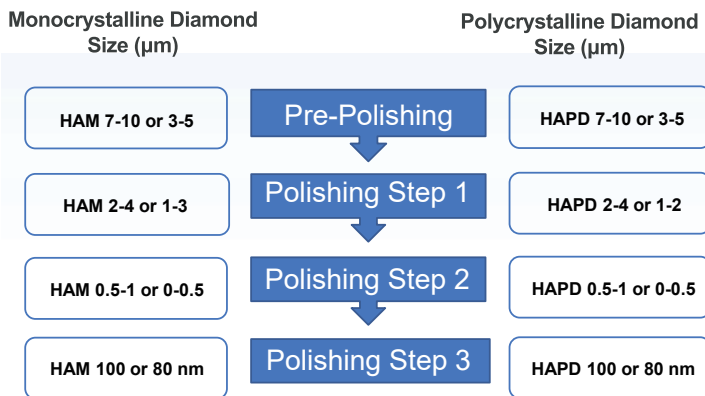 Monocrystalline Diamond
Size (µm)
Polycrystalline Diamond
Size (µm)
HAM 7-10 or 3-5
Pre-Polishing
HAPD 7-10 or 3-5
HAM 2-4 or 1-3
Polishing Step 1
HAPD 2-4 or 1-2
HAM 0.5-1 or 0-0.5
Polishing Step 2
HAPD 0.5-1 or 0-0.5
HAM 100 or 80 nm
Polishing Step 3
HAPD 100 or 80 nm